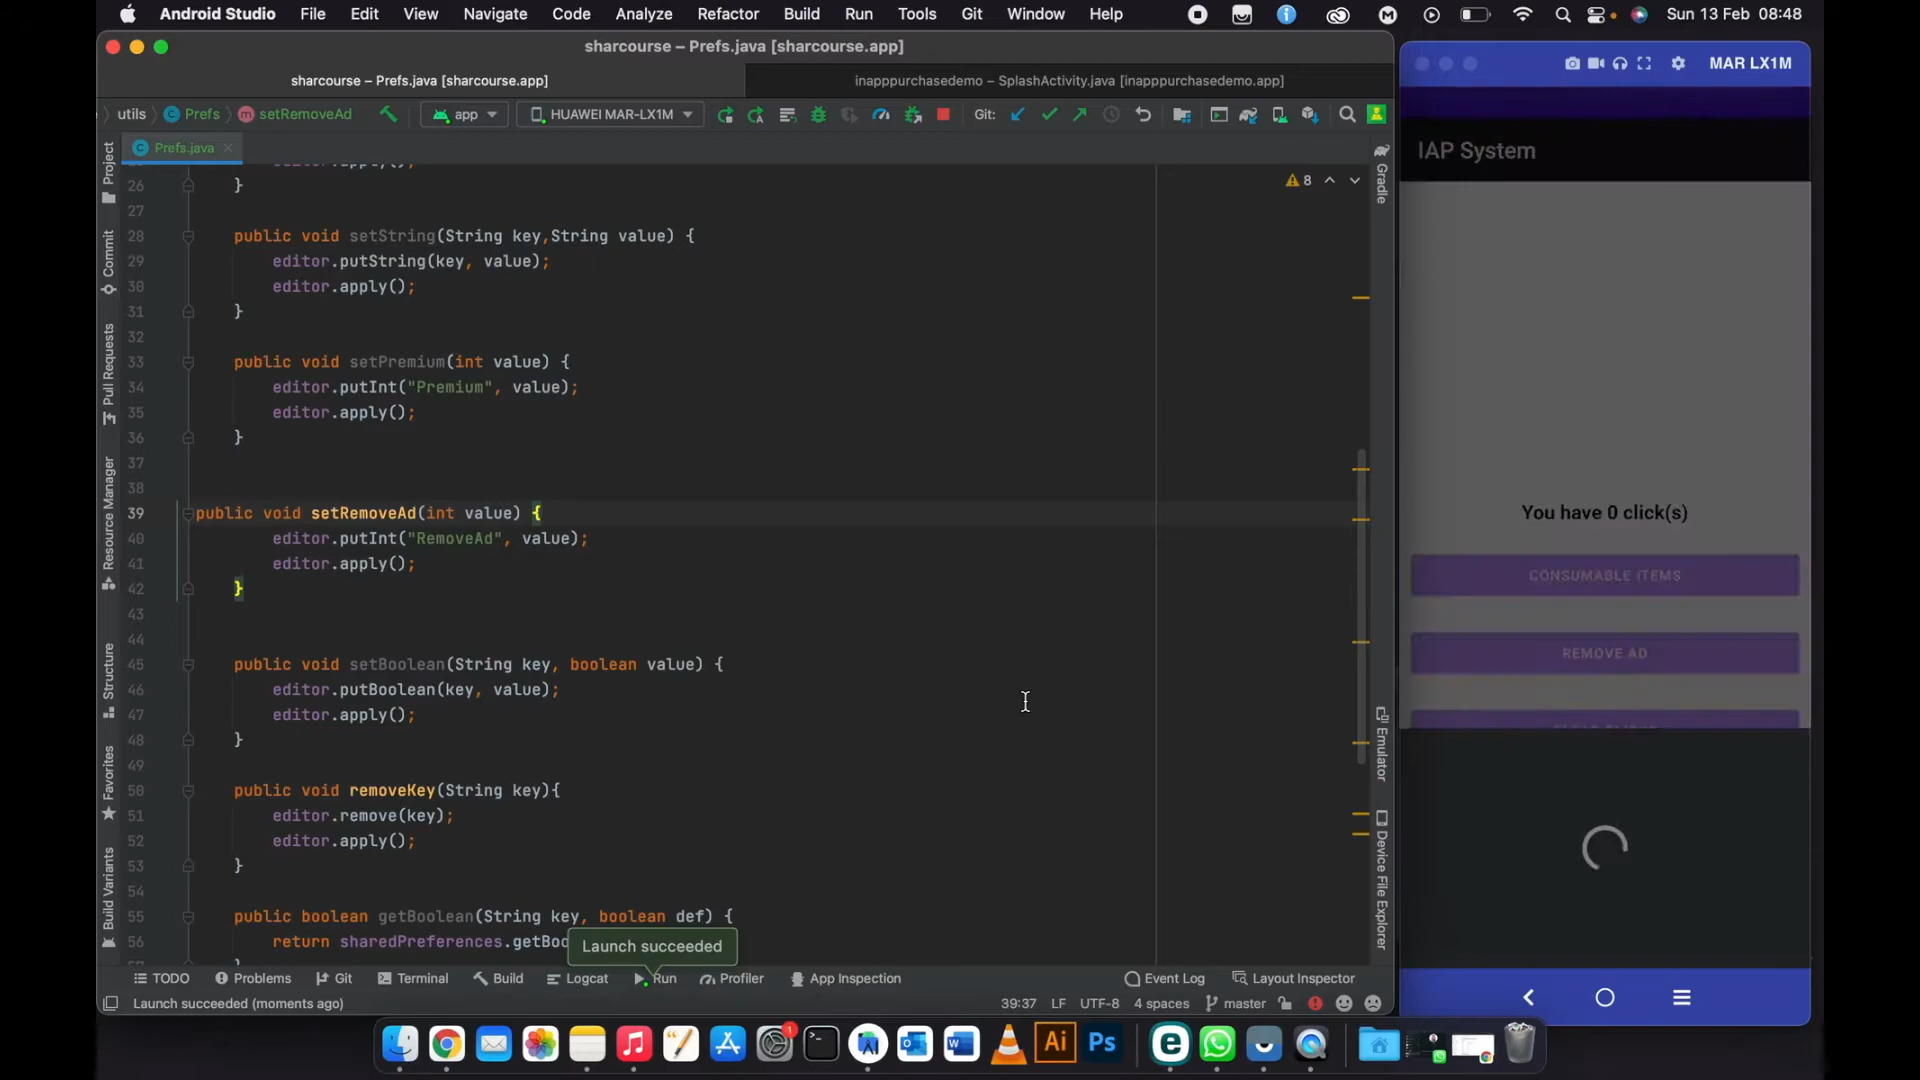 Android Studio File Edit View Navigate Code Analyze Refactor Build Run Tools Git Window Help Sun 13 Feb 08:48
sharcourse – Prefs.java [sharcourse.app]
sharcourse – Prefs.java [sharcourse.app] inapppurchasedemo – SplashActivity.java [inapppurchasedemo.app]
utils Prefs setRemoveAd app HUAWEI MAR-LX1M Git:
Prefs.java
8
26 }
27
28 public void setString(String key,String value) {
29 editor.putString(key, value);
30 editor.apply();
31 }
32
33 public void setPremium(int value) {
34 editor.putInt("Premium", value);
35 editor.apply();
36 }
37
38
39 public void setRemoveAd(int value) {
40 editor.putInt("RemoveAd", value);
41 editor.apply();
42 }
43
44
45 public void setBoolean(String key, boolean value) {
46 editor.putBoolean(key, value);
47 editor.apply();
48 }
49
50 public void removeKey(String key){
51 editor.remove(key);
52 editor.apply();
53 }
54
55 public boolean getBoolean(String key, boolean def) {
56 return sharedPreferences.getBoo
Launch succeeded
Project
Commit
Pull Requests
Resource Manager
Structure
Favorites
Build Variants
Gradle
Emulator
Device File Explorer
TODO Problems Git Terminal Build Logcat Run Profiler App Inspection Event Log Layout Inspector
Launch succeeded (moments ago) 39:37 LF UTF-8 4 spaces master
MAR LX1M
IAP System
You have 0 click(s)
CONSUMABLE ITEMS
REMOVE AD
1
Ai Ps